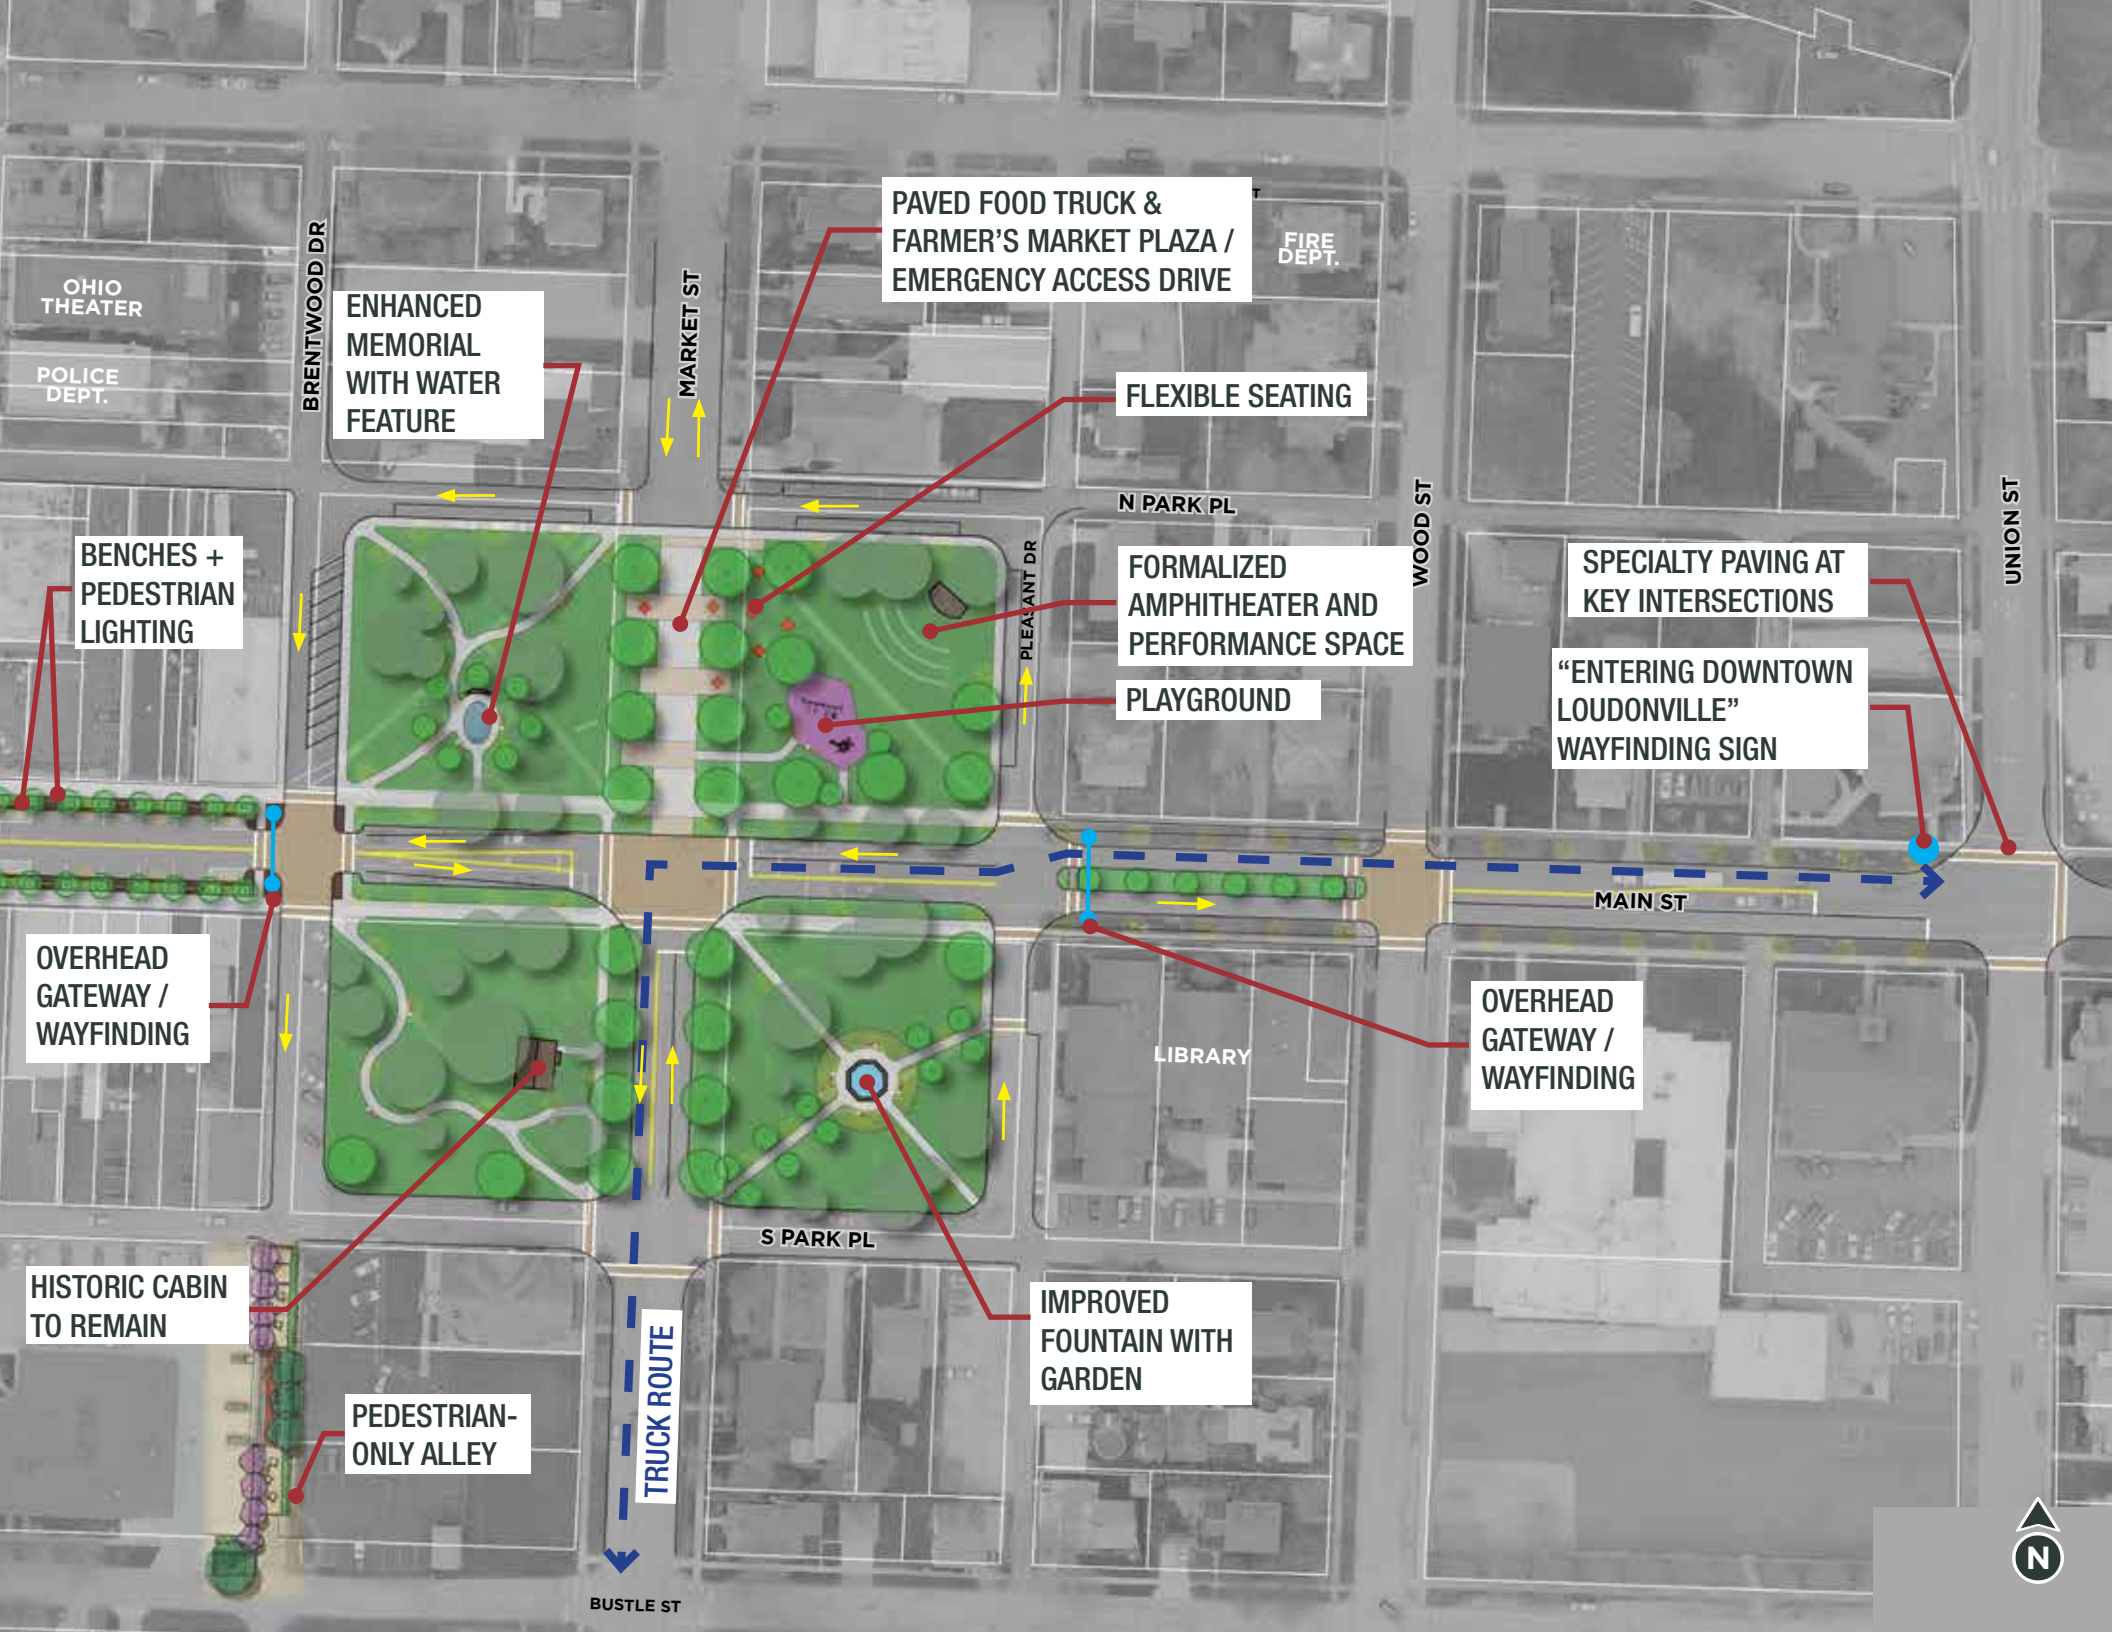 PAVED FOOD TRUCK &
FARMER'S MARKET PLAZA /
EMERGENCY ACCESS DRIVE
T
FIRE
DEPT.
OHIO
THEATER
BRENTWOOD DR
MARKET ST
ENHANCED
MEMORIAL
WITH WATER
FEATURE
POLICE
DEPT.
FLEXIBLE SEATING
N PARK PL
WOOD ST
UNION ST
BENCHES +
PEDESTRIAN
LIGHTING
PLEASANT DR
FORMALIZED
AMPHITHEATER AND
PERFORMANCE SPACE
SPECIALTY PAVING AT
KEY INTERSECTIONS
PLAYGROUND
“ENTERING DOWNTOWN
LOUDONVILLE”
WAYFINDING SIGN
MAIN ST
OVERHEAD
GATEWAY /
WAYFINDING
OVERHEAD
GATEWAY /
WAYFINDING
LIBRARY
S PARK PL
HISTORIC CABIN
TO REMAIN
IMPROVED
FOUNTAIN WITH
GARDEN
TRUCK ROUTE
PEDESTRIAN-
ONLY ALLEY
N
BUSTLE ST